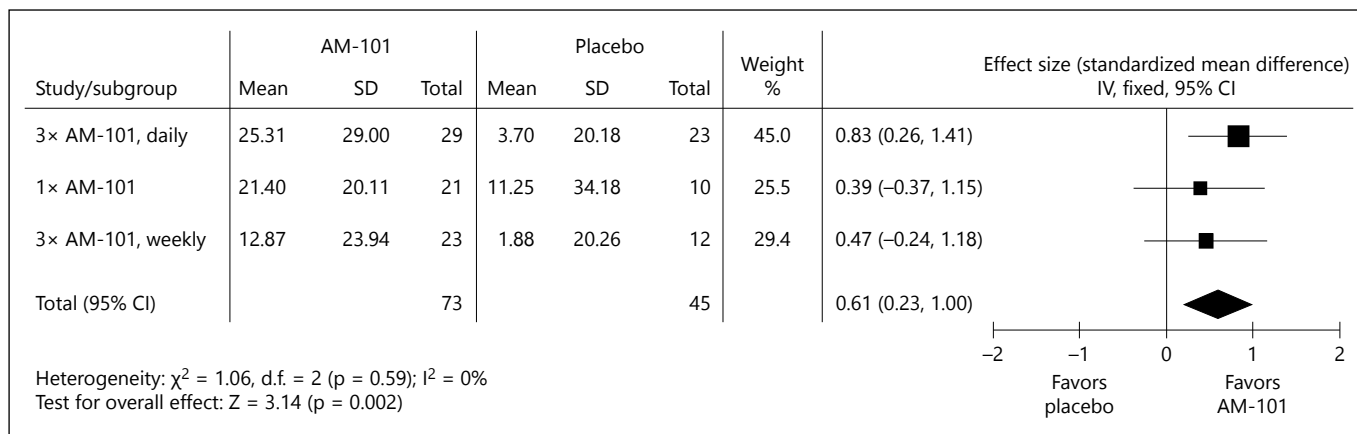 AM-101 Placebo Weight % Effect size (standardized mean difference) IV, fixed, 95% CI
Study/subgroup Mean SD Total Mean SD Total
3× AM-101, daily 25.31 29.00 29 3.70 20.18 23 45.0 0.83 (0.26, 1.41)
1× AM-101 21.40 20.11 21 11.25 34.18 10 25.5 0.39 (–0.37, 1.15)
3× AM-101, weekly 12.87 23.94 23 1.88 20.26 12 29.4 0.47 (–0.24, 1.18)
Total (95% CI) 73 45 0.61 (0.23, 1.00)
–2 –1 0 1 2
Heterogeneity: χ² = 1.06, d.f. = 2 (p = 0.59); I² = 0%
Test for overall effect: Z = 3.14 (p = 0.002)
Favors placebo
Favors AM-101